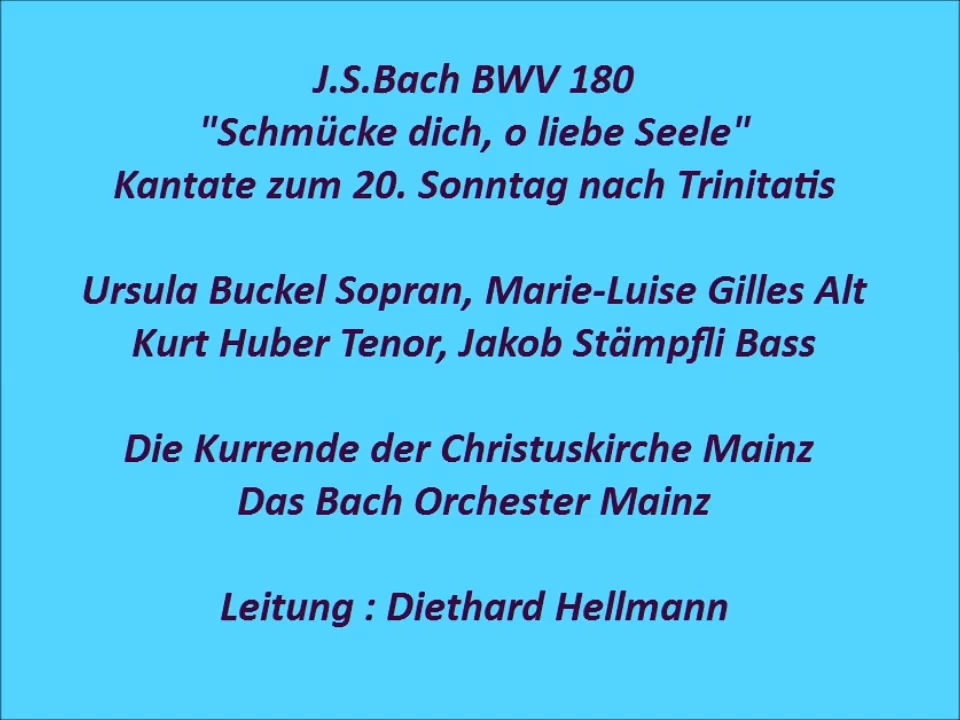 J.S.Bach BWV 180
"Schmücke dich, o liebe Seele"
Kantate zum 20. Sonntag nach Trinitatis
Ursula Buckel Sopran, Marie-Luise Gilles Alt
Kurt Huber Tenor, Jakob Stämpfli Bass
Die Kurrende der Christuskirche Mainz
Das Bach Orchester Mainz
Leitung : Diethard Hellmann